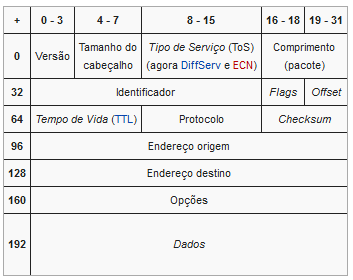 + 0 - 3 4 - 7 8 - 15 16 - 18 19 - 31
0 Versão Tamanho do cabeçalho Tipo de Serviço (ToS) (agora DiffServ e ECN) Comprimento (pacote)
32 Identificador Flags Offset
64 Tempo de Vida (TTL) Protocolo Checksum
96 Endereço origem
128 Endereço destino
160 Opções
192 Dados